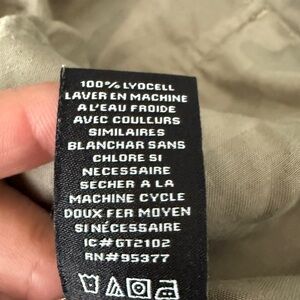 100% LYOCELL
LAVER EN MACHINE
A L'EAU FROIDE
AVEC COULEURS
SIMILAIRES
BLANCHAR SANS
CHLORE SI
NECESSAIRE
SECHER A LA
MACHINE CYCLE
DOUX FER MOYEN
SI NÉCESSAIRE
IC#GT2102
RN#95377